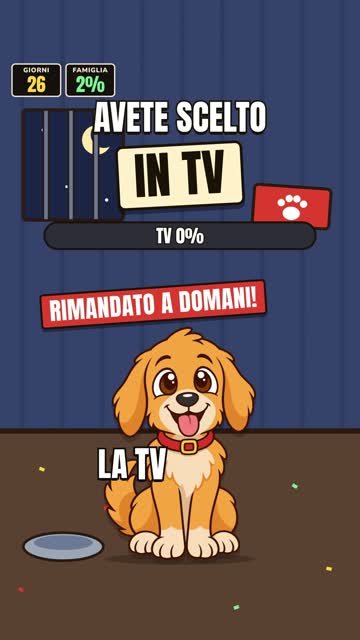 GIORNI
26
FAMIGLIA
2%
AVETE SCELTO
IN TV
TV 0%
RIMANDATO A DOMANI!
LA TV